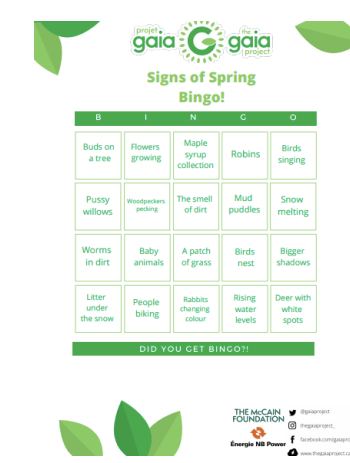 projet
gaia
the
gaia
project
Signs of Spring
Bingo!
B I N G O
Buds on
a tree
Flowers
growing
Maple
syrup
collection
Robins
Birds
singing
Pussy
willows
Woodpeckers
pecking
The smell
of dirt
Mud
puddles
Snow
melting
Worms
in dirt
Baby
animals
A patch
of grass
Birds
nest
Bigger
shadows
Litter
under
the snow
People
biking
Rabbits
changing
colour
Rising
water
levels
Deer with
white
spots
DID YOU GET BINGO?!
THE McCAIN
FOUNDATION
Énergie NB Power
@gaiaproject
thegaiaproject_
facebook.com/gaiapro
www.thegaiaproject.c